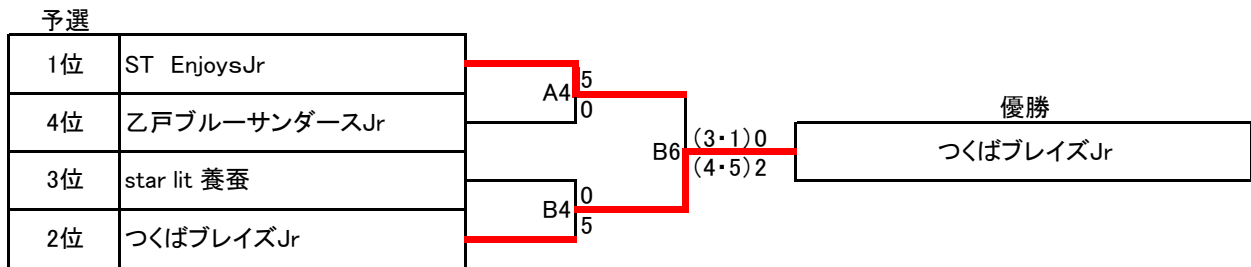 予選
1位 ST　EnjoysJr
5
A4
0
4位 乙戸ブルーサンダースJr
優勝
(3・1)0
B6
つくばブレイズJr
(4・5)2
3位 star lit 養蚕
0
B4
5
2位 つくばブレイズJr